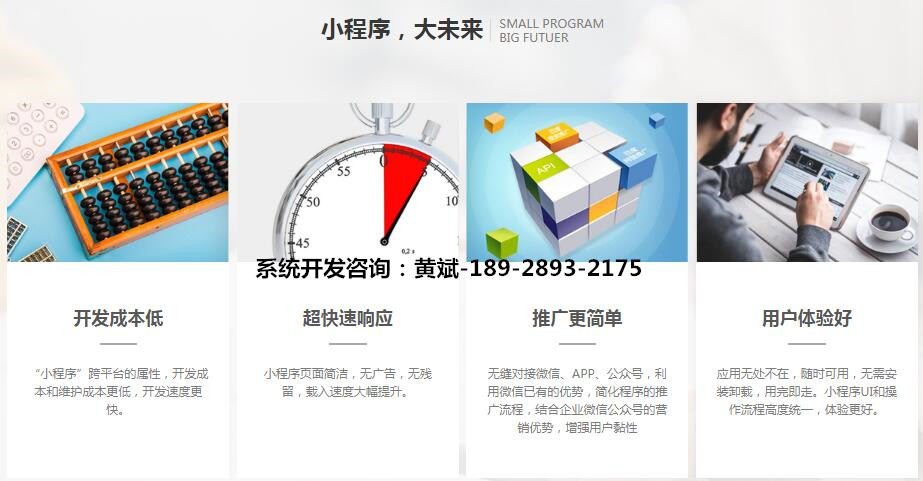 小程序，大未来
SMALL PROGRAM
BIG FUTUER
0
5
10
45
50
55
0,2 s
API
系统开发咨询：黄斌-189-2893-2175
开发成本低
“小程序”跨平台的属性，开发成
本和维护成本更低，开发速度更
快。
超快速响应
小程序页面简洁，无广告，无残
留，载入速度大幅提升。
推广更简单
无缝对接微信、APP、公众号，利
用微信已有的优势，简化程序的推
广流程，结合企业微信公众号的营
销优势，增强用户黏性
用户体验好
应用无处不在，随时可用，无需安
装卸载，用完即走。小程序UI和操
作流程高度统一，体验更好。